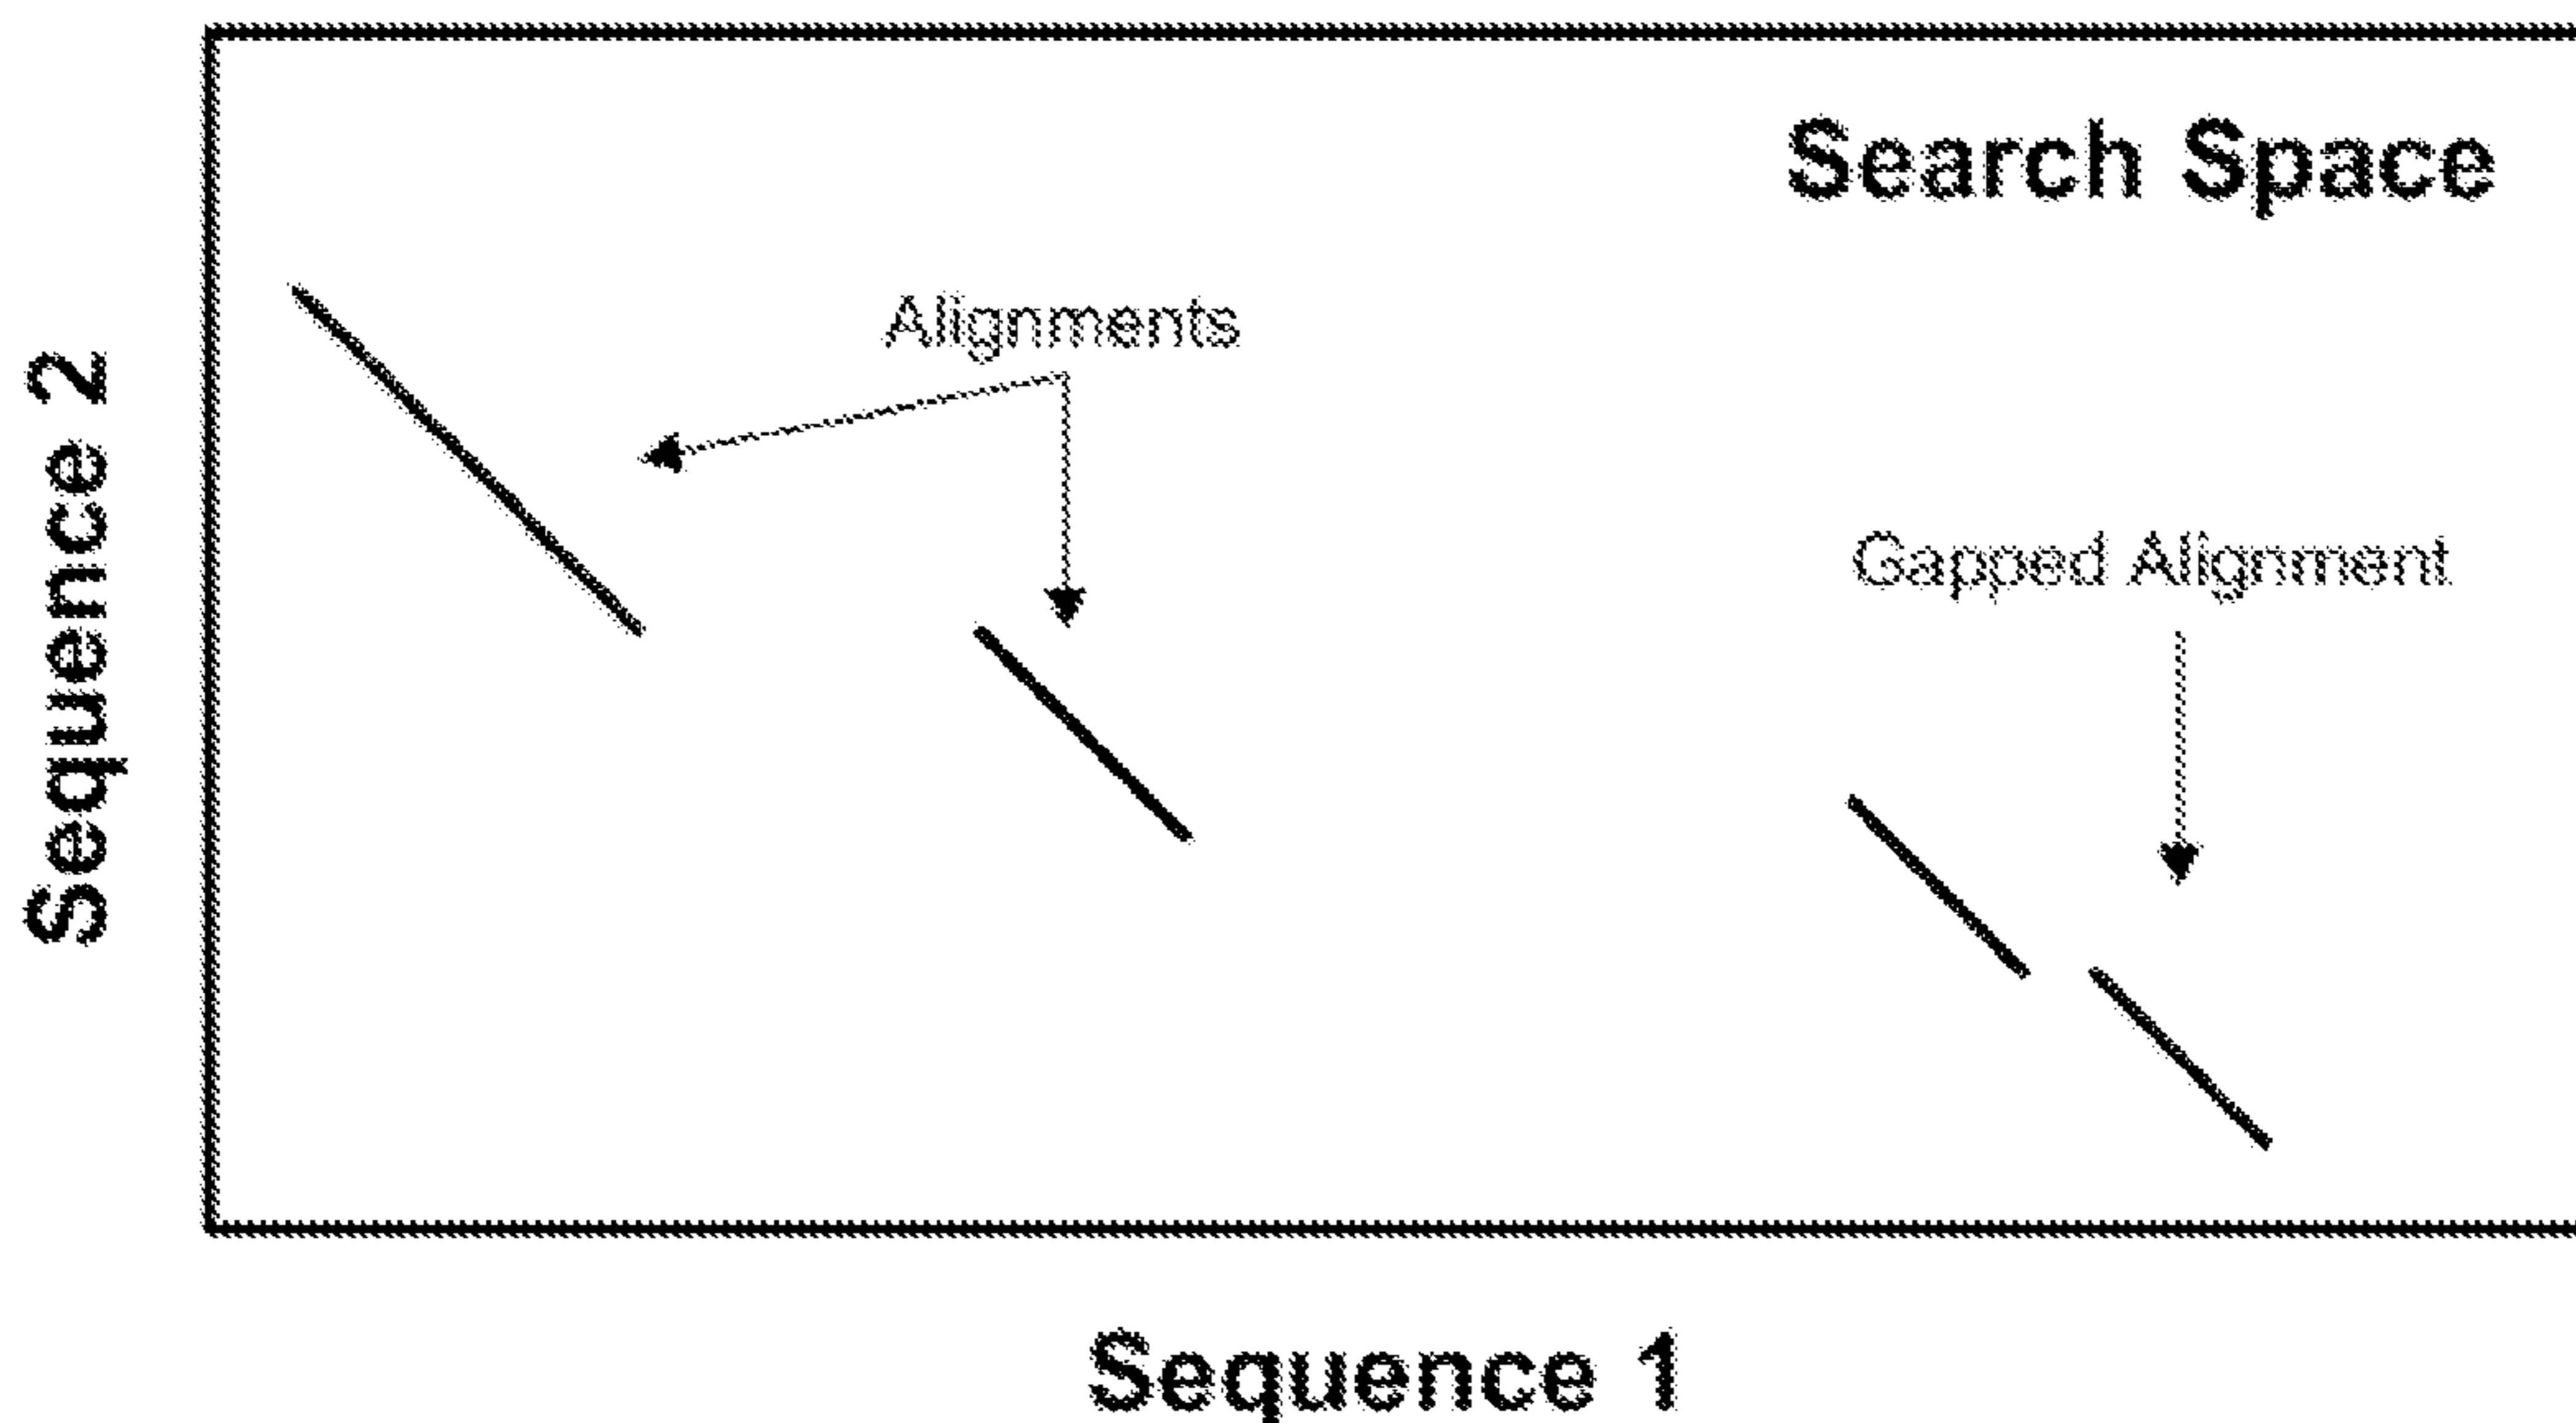 Search Space
Alignments
Gapped Alignment
Sequence 2
Sequence 1